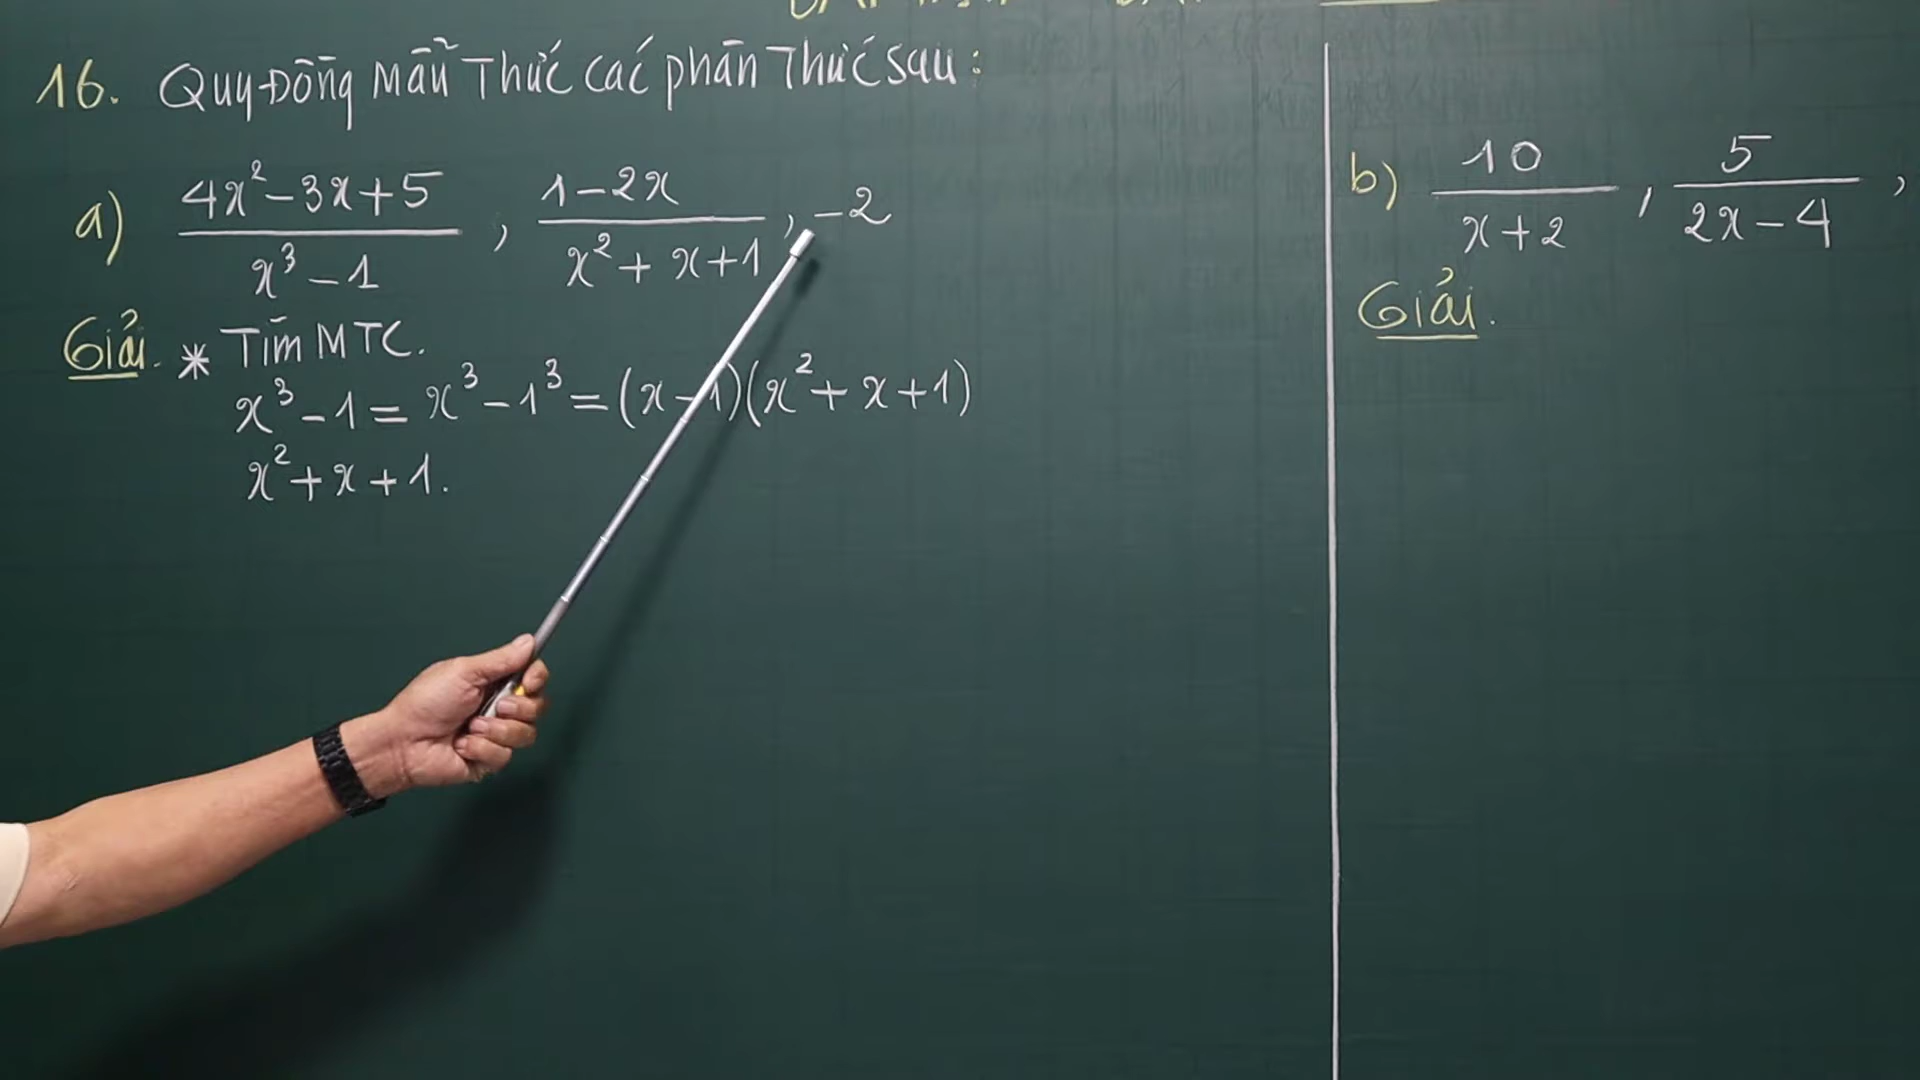 16. Quy Đồng Mẫu Thức các phân Thức sau:
a) 4x²-3x+5 / x³-1 , 1-2x / x²+x+1 , -2
Giải. * Tìm MTC.
x³-1 = x³-1³ = (x-1)(x²+x+1)
x²+x+1.
b) 10 / x+2 , 5 / 2x-4 ,
Giải.